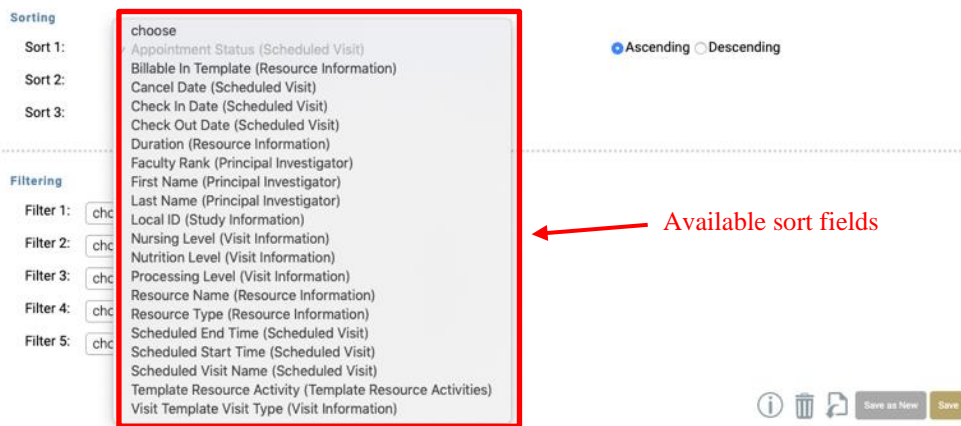 Sorting
choose
Sort 1:
Appointment Status (Scheduled Visit)
Ascending Descending
Billable In Template (Resource Information)
Sort 2:
Cancel Date (Scheduled Visit)
Check In Date (Scheduled Visit)
Sort 3:
Check Out Date (Scheduled Visit)
Duration (Resource Information)
Faculty Rank (Principal Investigator)
Filtering
First Name (Principal Investigator)
Last Name (Principal Investigator)
Filter 1:
cho
Local ID (Study Information)
Available sort fields
Nursing Level (Visit Information)
Filter 2:
cho
Nutrition Level (Visit Information)
Filter 3:
cho
Processing Level (Visit Information)
Resource Name (Resource Information)
Filter 4:
cho
Resource Type (Resource Information)
Scheduled End Time (Scheduled Visit)
Filter 5:
cho
Scheduled Start Time (Scheduled Visit)
Scheduled Visit Name (Scheduled Visit)
Template Resource Activity (Template Resource Activities)
Visit Template Visit Type (Visit Information)
Save as New
Save